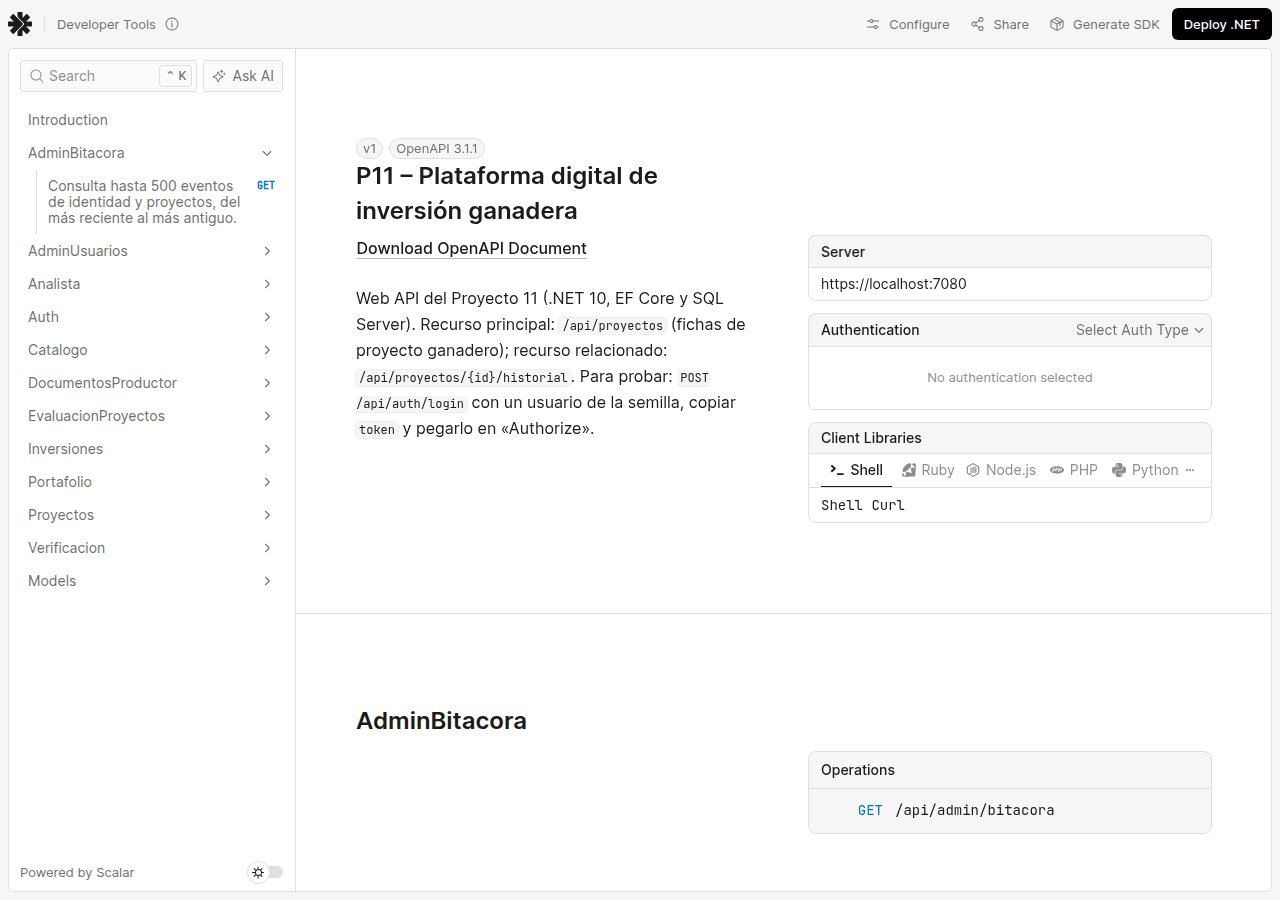 Developer Tools
Configure
Share
Generate SDK
Deploy .NET
Search
⌃ K
Ask AI
Introduction
AdminBitacora
Consulta hasta 500 eventos GET
de identidad y proyectos, del
más reciente al más antiguo.
AdminUsuarios
Analista
Auth
Catalogo
DocumentosProductor
EvaluacionProyectos
Inversiones
Portafolio
Proyectos
Verificacion
Models
Powered by Scalar
v1 OpenAPI 3.1.1
P11 – Plataforma digital de
inversión ganadera
Download OpenAPI Document
Web API del Proyecto 11 (.NET 10, EF Core y SQL
Server). Recurso principal: /api/proyectos (fichas de
proyecto ganadero); recurso relacionado:
/api/proyectos/{id}/historial. Para probar: POST
/api/auth/login con un usuario de la semilla, copiar
token y pegarlo en «Authorize».
Server
https://localhost:7080
Authentication Select Auth Type
No authentication selected
Client Libraries
Shell Ruby Node.js PHP Python ···
Shell Curl
AdminBitacora
Operations
GET /api/admin/bitacora